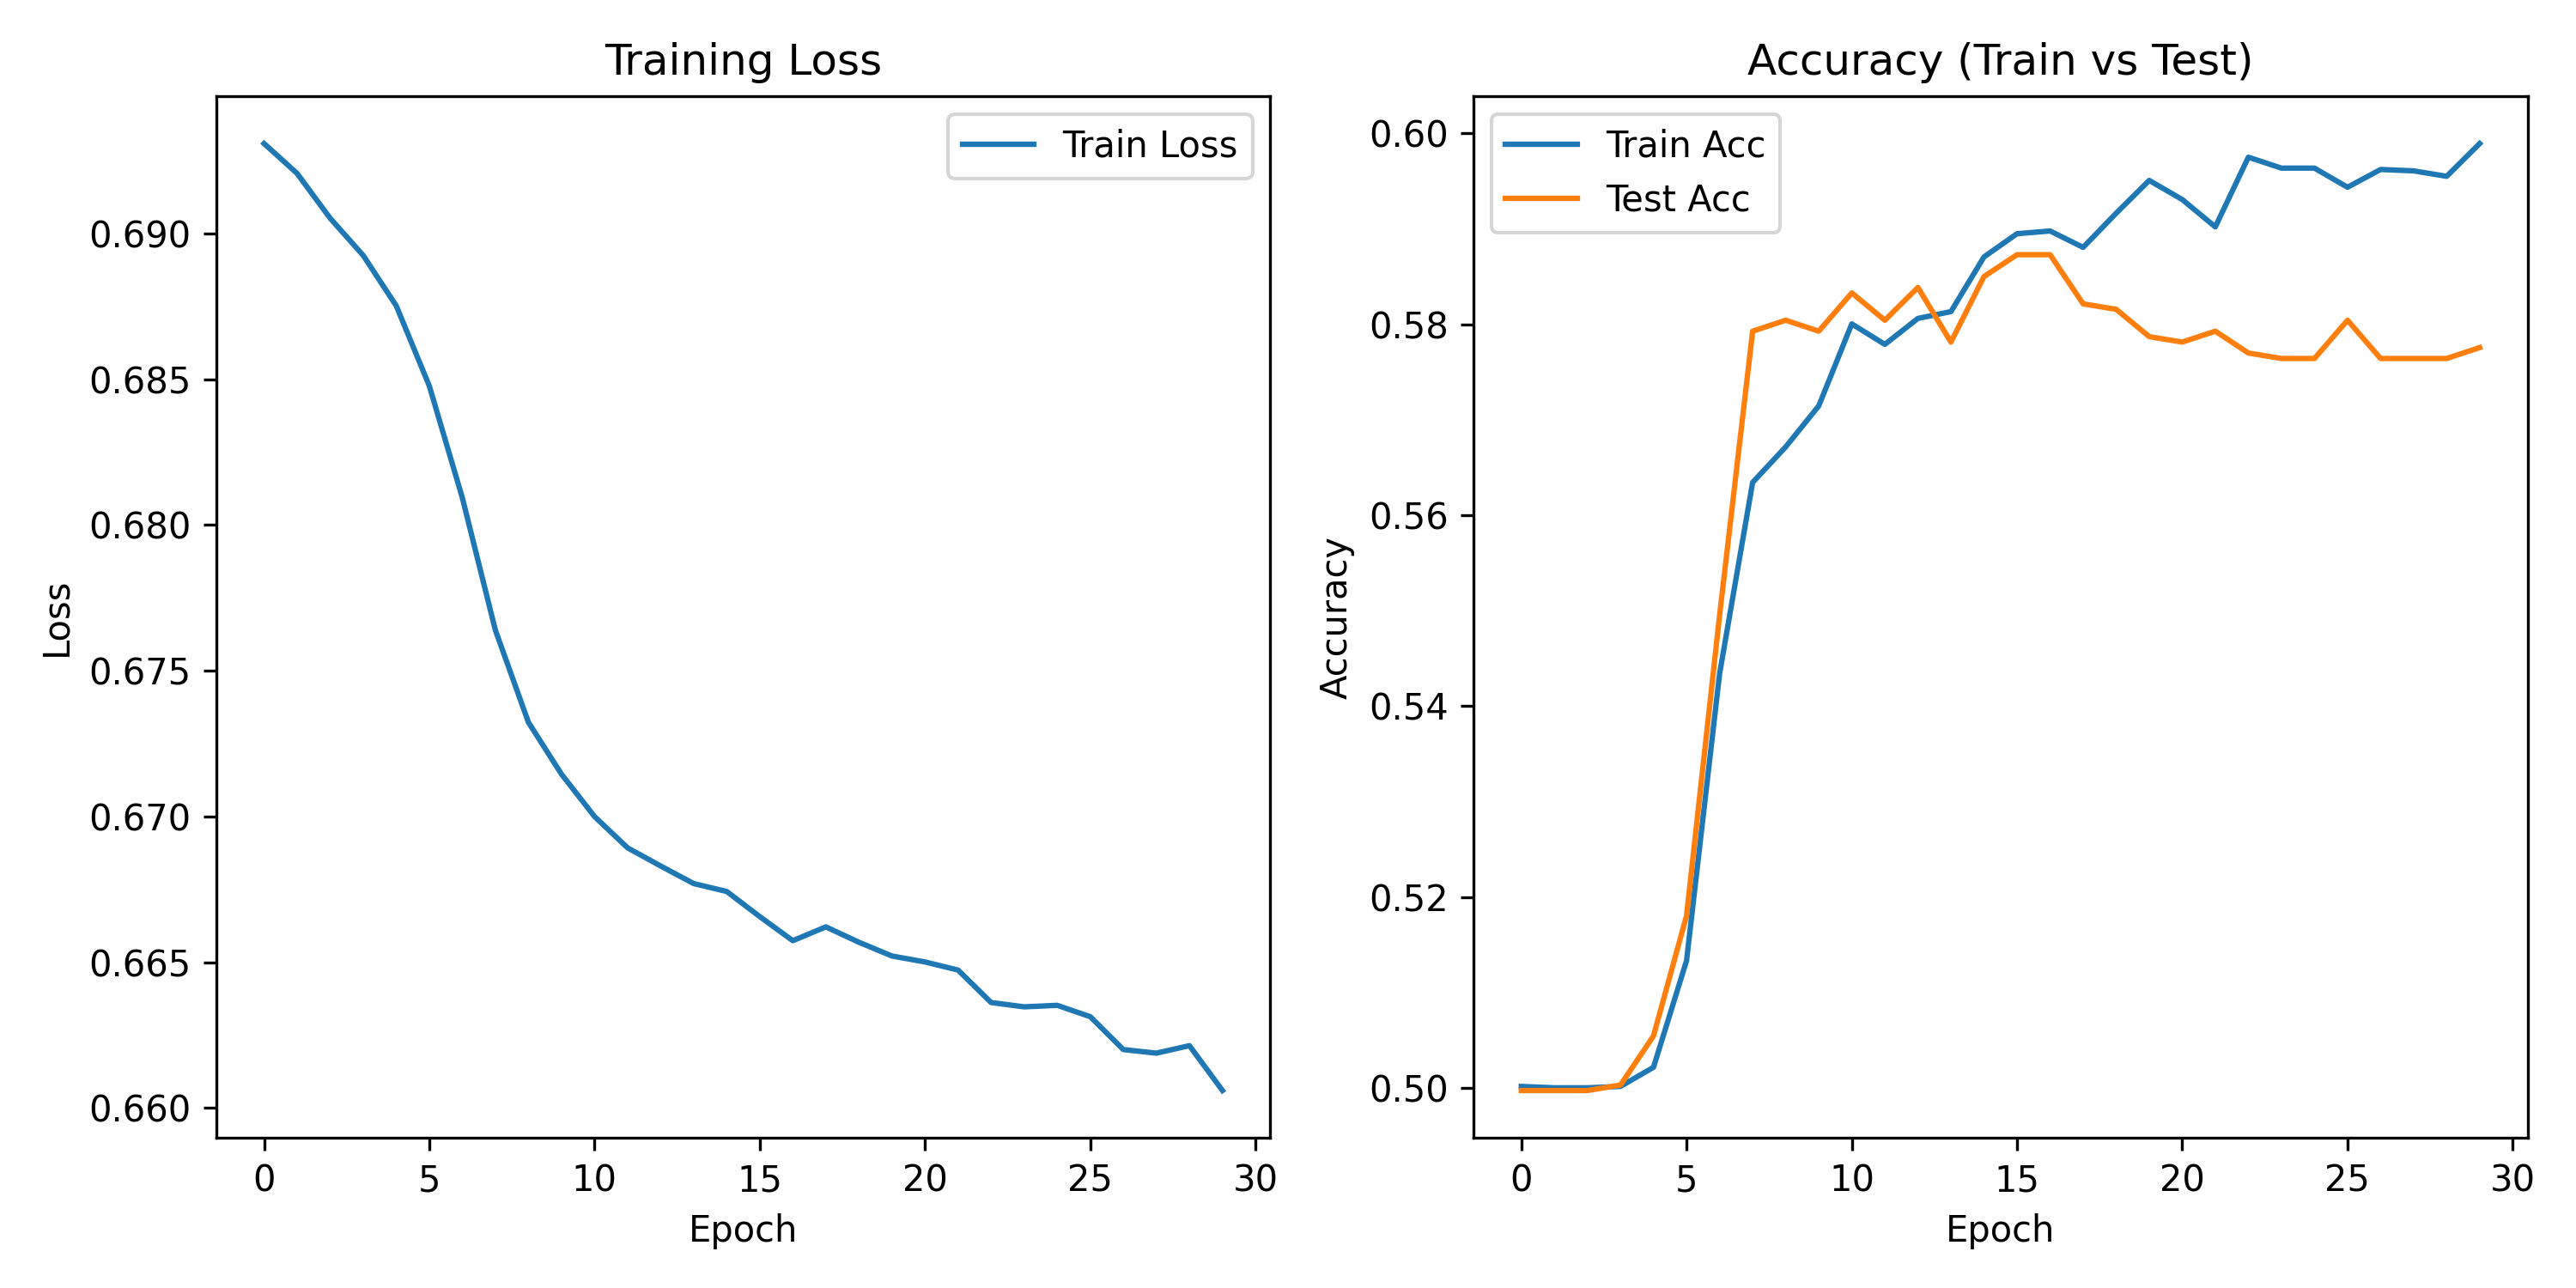 Training Loss
Train Loss
0.690
0.685
0.680
0.675
0.670
0.665
0.660
Loss
0 5 10 15 20 25 30
Epoch
Accuracy (Train vs Test)
Train Acc
Test Acc
0.60
0.58
0.56
0.54
0.52
0.50
Accuracy
0 5 10 15 20 25 30
Epoch